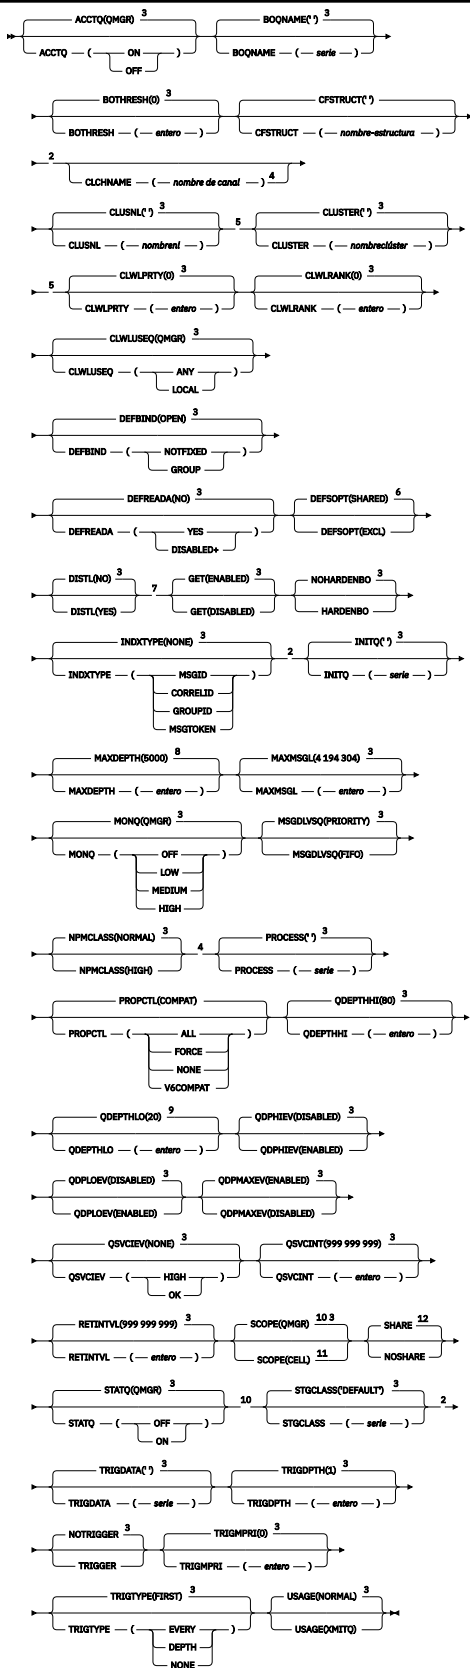 ACCTQ(QMGR) 3 BOQNAME(' ') 3
ACCTQ ( ON ) BOQNAME ( serie )
OFF
BOTHRESH(0) 3 CFSTRUCT(' ') 3
BOTHRESH ( entero ) CFSTRUCT ( nombre-estructura )
2
CLCHNAME ( nombre de canal ) 4
CLUSNL(' ') 3 5 CLUSTER(' ') 3
CLUSNL ( nombrenl ) CLUSTER ( nombreclúster )
5 CLWLPRTY(0) 3 CLWLRANK(0) 3
CLWLPRTY ( entero ) CLWLRANK ( entero )
CLWLUSEQ(QMGR) 3
CLWLUSEQ ( ANY )
LOCAL
DEFBIND(OPEN) 3
DEFBIND ( NOTFIXED )
GROUP
DEFREADA(NO) 3 DEFSOPT(SHARED) 6
DEFREADA ( YES ) DEFSOPT(EXCL)
DISABLED+
DISTL(NO) 3 7 GET(ENABLED) 3 NOHARDENBO 3
DISTL(YES) GET(DISABLED) HARDENBO
INDXTYPE(NONE) 3 2 INITQ(' ') 3
INDXTYPE ( MSGID ) INITQ ( serie )
CORRELID
GROUPID
MSGTOKEN
MAXDEPTH(5000) 8 MAXMSGL(4 194 304) 3
MAXDEPTH ( entero ) MAXMSGL ( entero )
MONQ(QMGR) 3 MSGDLVSQ(PRIORITY) 3
MONQ ( OFF ) MSGDLVSQ(FIFO)
LOW
MEDIUM
HIGH
NPMCLASS(NORMAL) 3 4 PROCESS(' ') 3
NPMCLASS(HIGH) PROCESS ( serie )
PROPCTL(COMPAT) QDEPTHHI(80) 3
PROPCTL ( ALL ) QDEPTHHI ( entero )
FORCE
NONE
V6COMPAT
QDEPTHLO(20) 9 QDPHIEV(DISABLED) 3
QDEPTHLO ( entero ) QDPHIEV(ENABLED)
QDPLOEV(DISABLED) 3 QDPMAXEV(ENABLED) 3
QDPLOEV(ENABLED) QDPMAXEV(DISABLED)
QSVCIEV(NONE) 3 QSVCINT(999 999 999) 3
QSVCIEV ( HIGH ) QSVCINT ( entero )
OK
RETINTVL(999 999 999) 3 SCOPE(QMGR) 10 3 SHARE 12
RETINTVL ( entero ) SCOPE(CELL) 11 NOSHARE
STATQ(QMGR) 3 10 STGCLASS('DEFAULT') 3 2
STATQ ( OFF ) STGCLASS ( serie )
ON
TRIGDATA(' ') 3 TRIGDPTH(1) 3
TRIGDATA ( serie ) TRIGDPTH ( entero )
NOTRIGGER 3 TRIGMPRI(0) 3
TRIGGER TRIGMPRI ( entero )
TRIGTYPE(FIRST) 3 USAGE(NORMAL) 3
TRIGTYPE ( EVERY ) USAGE(XMITQ)
DEPTH
NONE